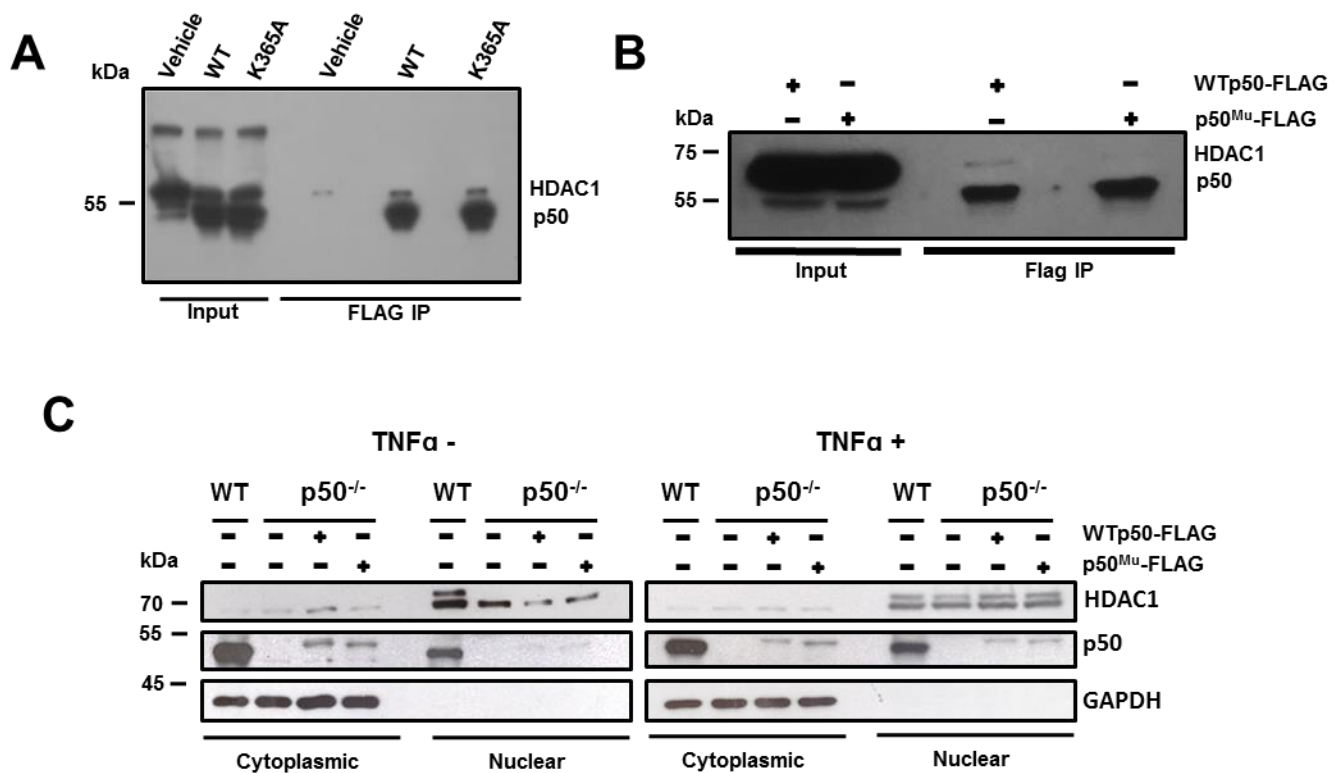 A
Vehicle WT K365A Vehicle WT K365A
kDa
55
HDAC1
p50
Input FLAG IP
B
+ - + - WTp50-FLAG
- + - + p50Mu-FLAG
kDa
75
55
HDAC1
p50
Input Flag IP
C
TNFα - TNFα +
WT p50-/- WT p50-/- WT p50-/- WT p50-/-
- - + - - - + - - - + - - - + - WTp50-FLAG
kDa - - - + - - - + - - - + - - - + p50Mu-FLAG
70 HDAC1
55 p50
45 GAPDH
Cytoplasmic Nuclear Cytoplasmic Nuclear